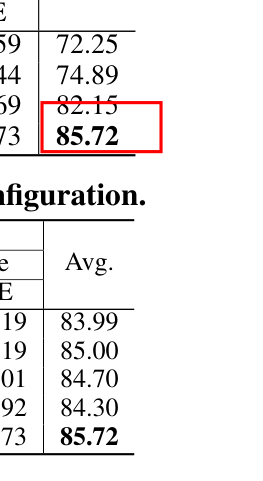 E
59 72.25
44 74.89
69 82.15
73 85.72
nfiguration.
e Avg.
E
19 83.99
19 85.00
01 84.70
92 84.30
73 85.72